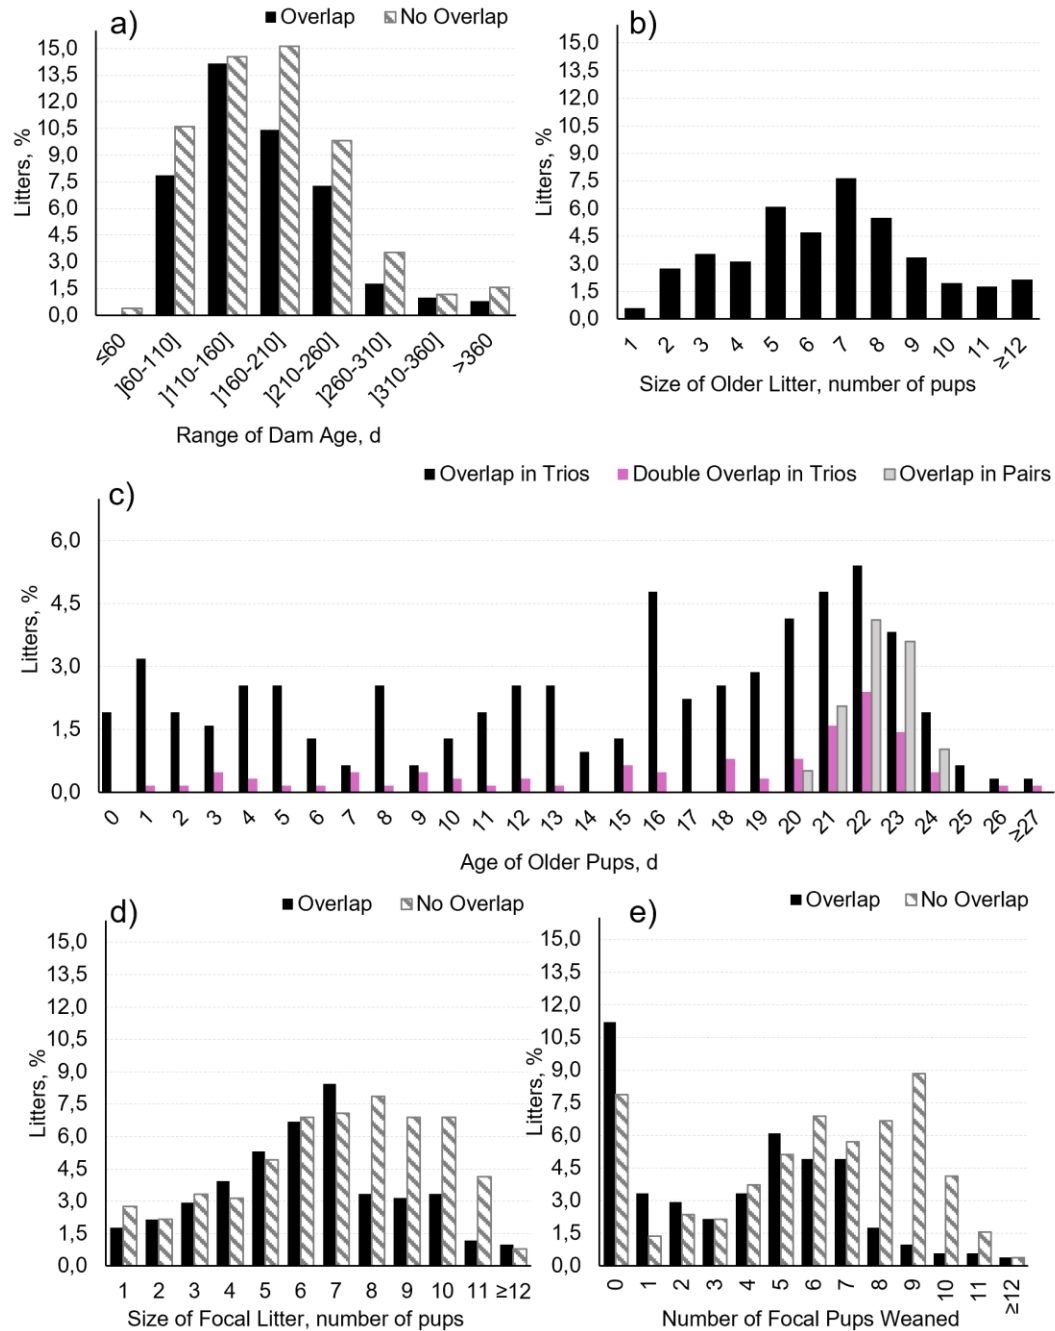 a)
Overlap No Overlap
15,0
13,5
12,0
10,5
9,0
7,5
6,0
4,5
3,0
1,5
0,0
Litters, %
≤60 ]60-110] ]110-160] ]160-210] ]210-260] ]260-310] ]310-360] >360
Range of Dam Age, d
b)
15,0
13,5
12,0
10,5
9,0
7,5
6,0
4,5
3,0
1,5
0,0
Litters, %
1 2 3 4 5 6 7 8 9 10 11 ≥12
Size of Older Litter, number of pups
Overlap in Trios Double Overlap in Trios Overlap in Pairs
c)
6,0
4,5
3,0
1,5
0,0
Litters, %
0 1 2 3 4 5 6 7 8 9 10 11 12 13 14 15 16 17 18 19 20 21 22 23 24 25 26 ≥27
Age of Older Pups, d
d)
Overlap No Overlap
15,0
13,5
12,0
10,5
9,0
7,5
6,0
4,5
3,0
1,5
0,0
Litters, %
1 2 3 4 5 6 7 8 9 10 11 ≥12
Size of Focal Litter, number of pups
e)
Overlap No Overlap
15,0
13,5
12,0
10,5
9,0
7,5
6,0
4,5
3,0
1,5
0,0
Litters, %
0 1 2 3 4 5 6 7 8 9 10 11 ≥12
Number of Focal Pups Weaned